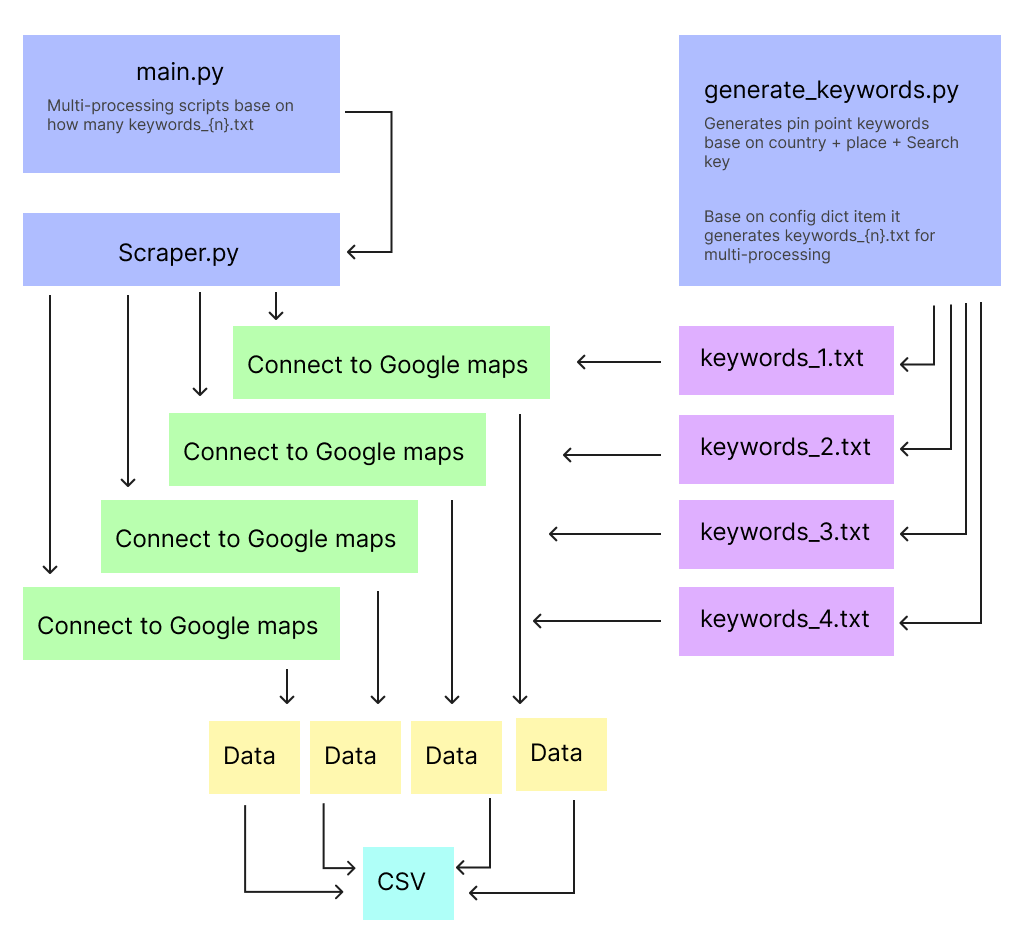 main.py
Multi-processing scripts base on
how many keywords_{n}.txt
generate_keywords.py
Generates pin point keywords
base on country + place + Search
key
Base on config dict item it
generates keywords_{n}.txt for
multi-processing
Scraper.py
Connect to Google maps
keywords_1.txt
Connect to Google maps
keywords_2.txt
Connect to Google maps
keywords_3.txt
Connect to Google maps
keywords_4.txt
Data
Data
Data
Data
CSV